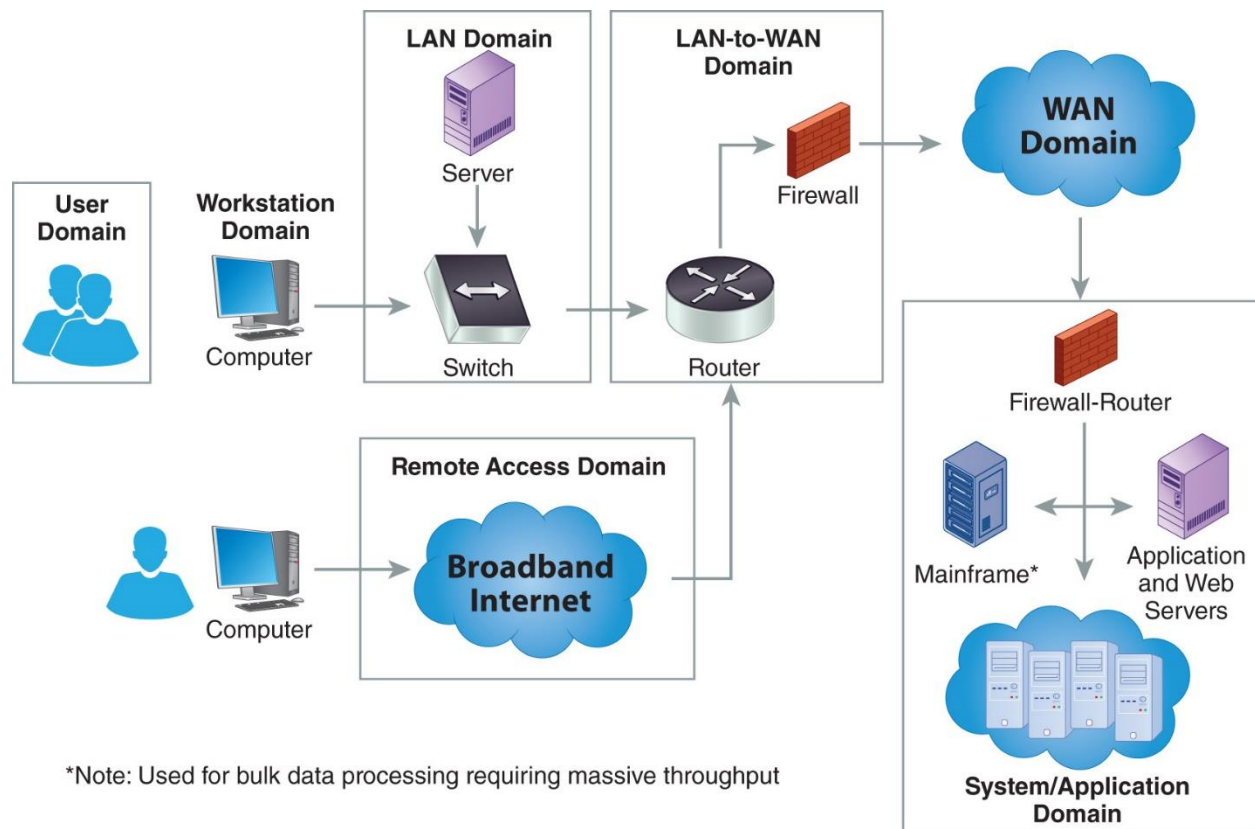 LAN Domain
Server
Switch
LAN-to-WAN
Domain
Firewall
Router
WAN
Domain
User
Domain
Workstation
Domain
Computer
Remote Access Domain
Broadband
Internet
Computer
Firewall-Router
Mainframe*
Application
and Web
Servers
System/Application
Domain
*Note: Used for bulk data processing requiring massive throughput